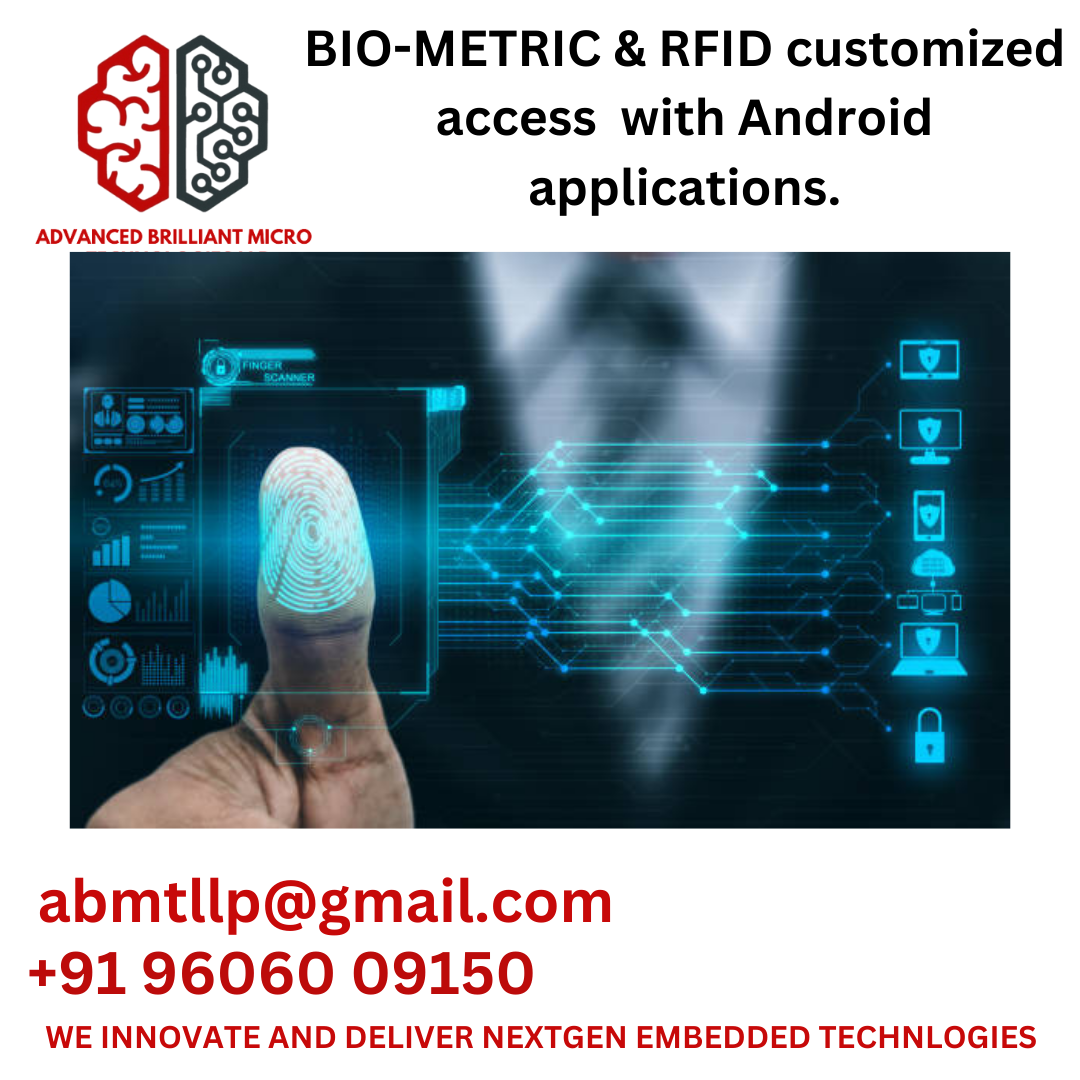 BIO-METRIC & RFID customized
access with Android
applications.
ADVANCED BRILLIANT MICRO
FINGER
SCANNER
abmtllp@gmail.com
+91 96060 09150
WE INNOVATE AND DELIVER NEXTGEN EMBEDDED TECHNLOGIES